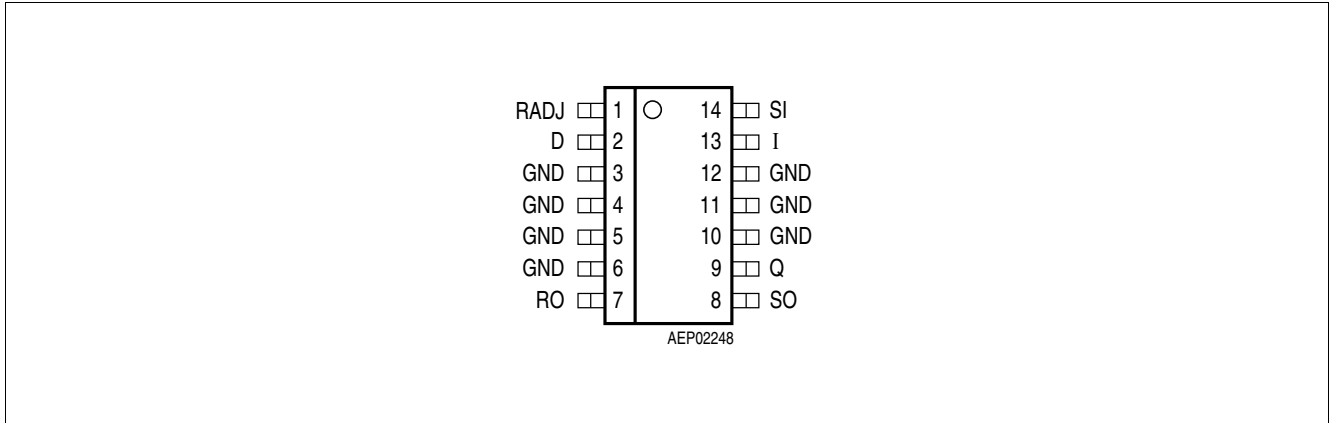 RADJ 1 14 SI
D 2 13 I
GND 3 12 GND
GND 4 11 GND
GND 5 10 GND
GND 6 9 Q
RO 7 8 SO
AEP02248